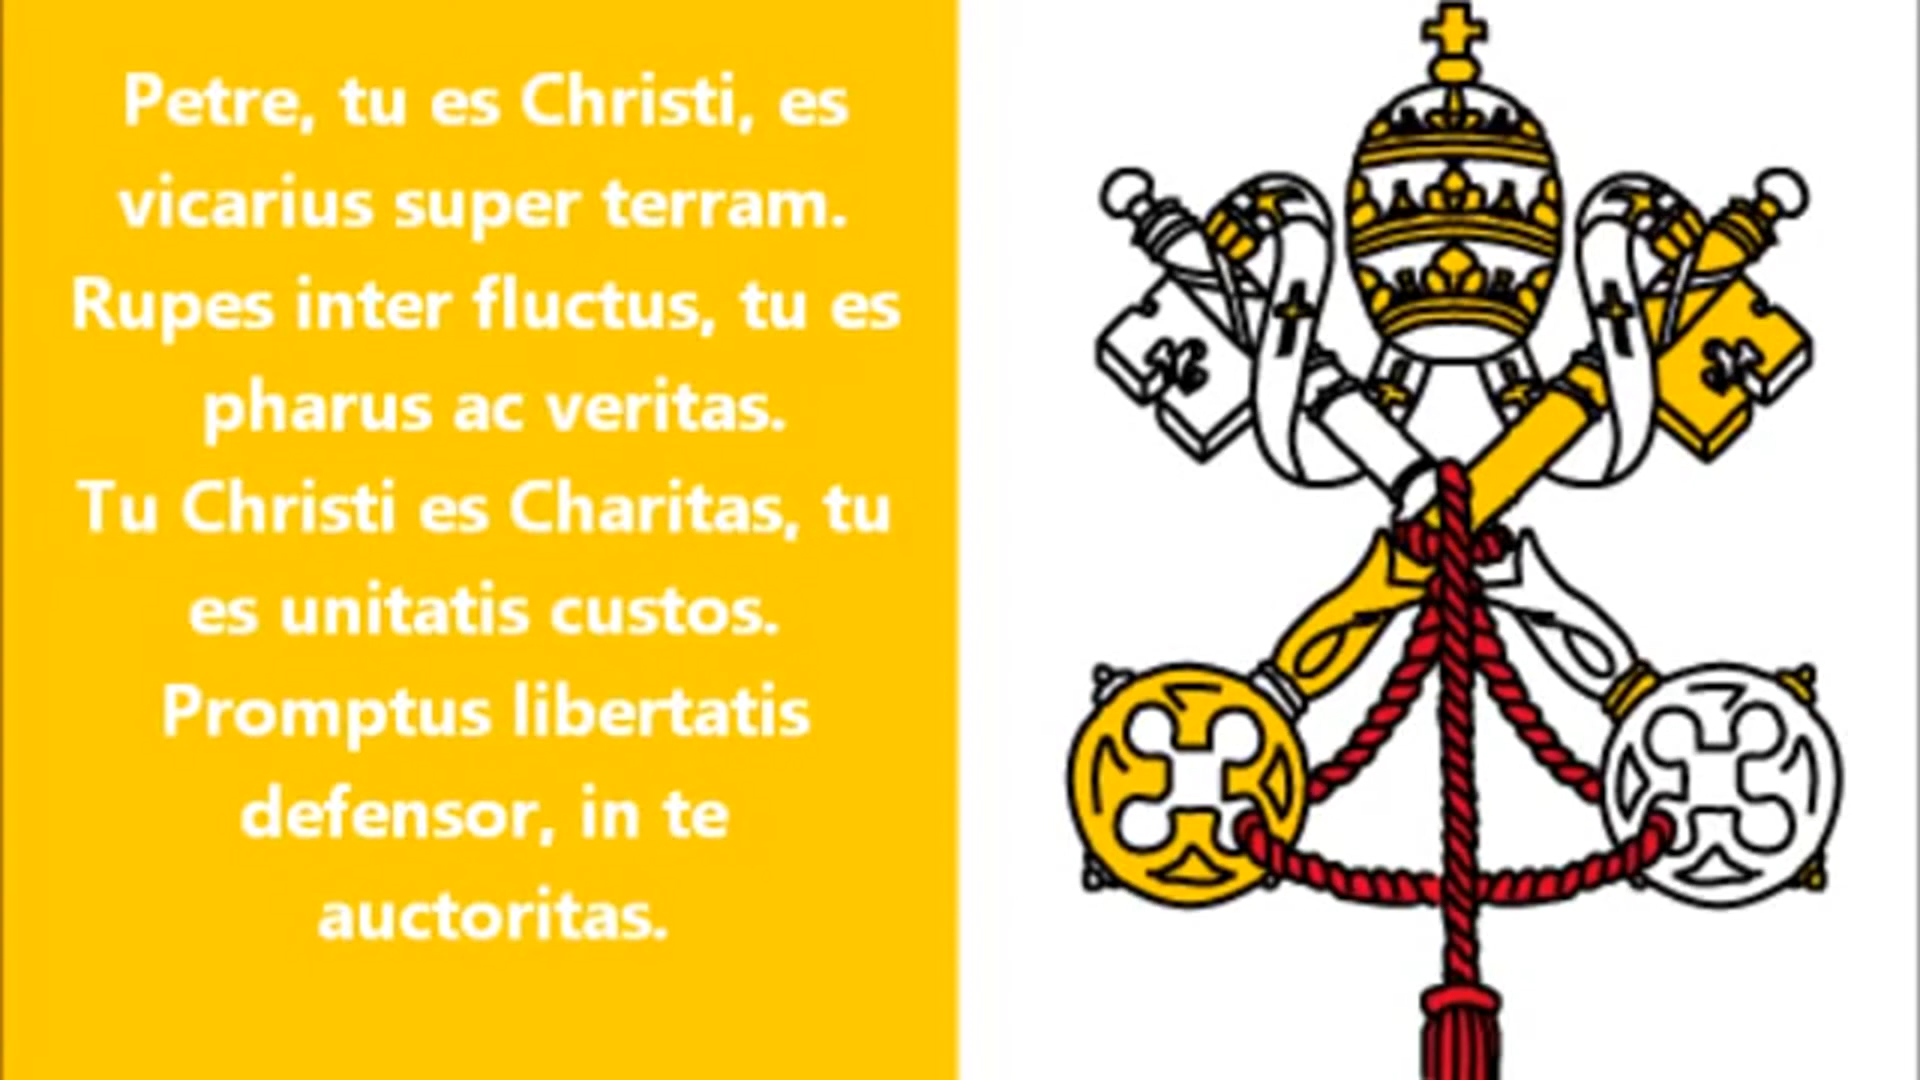 Petre, tu es Christi, es
vicarius super terram.
Rupes inter fluctus, tu es
pharus ac veritas.
Tu Christi es Charitas, tu
es unitatis custos.
Promptus libertatis
defensor, in te
auctoritas.